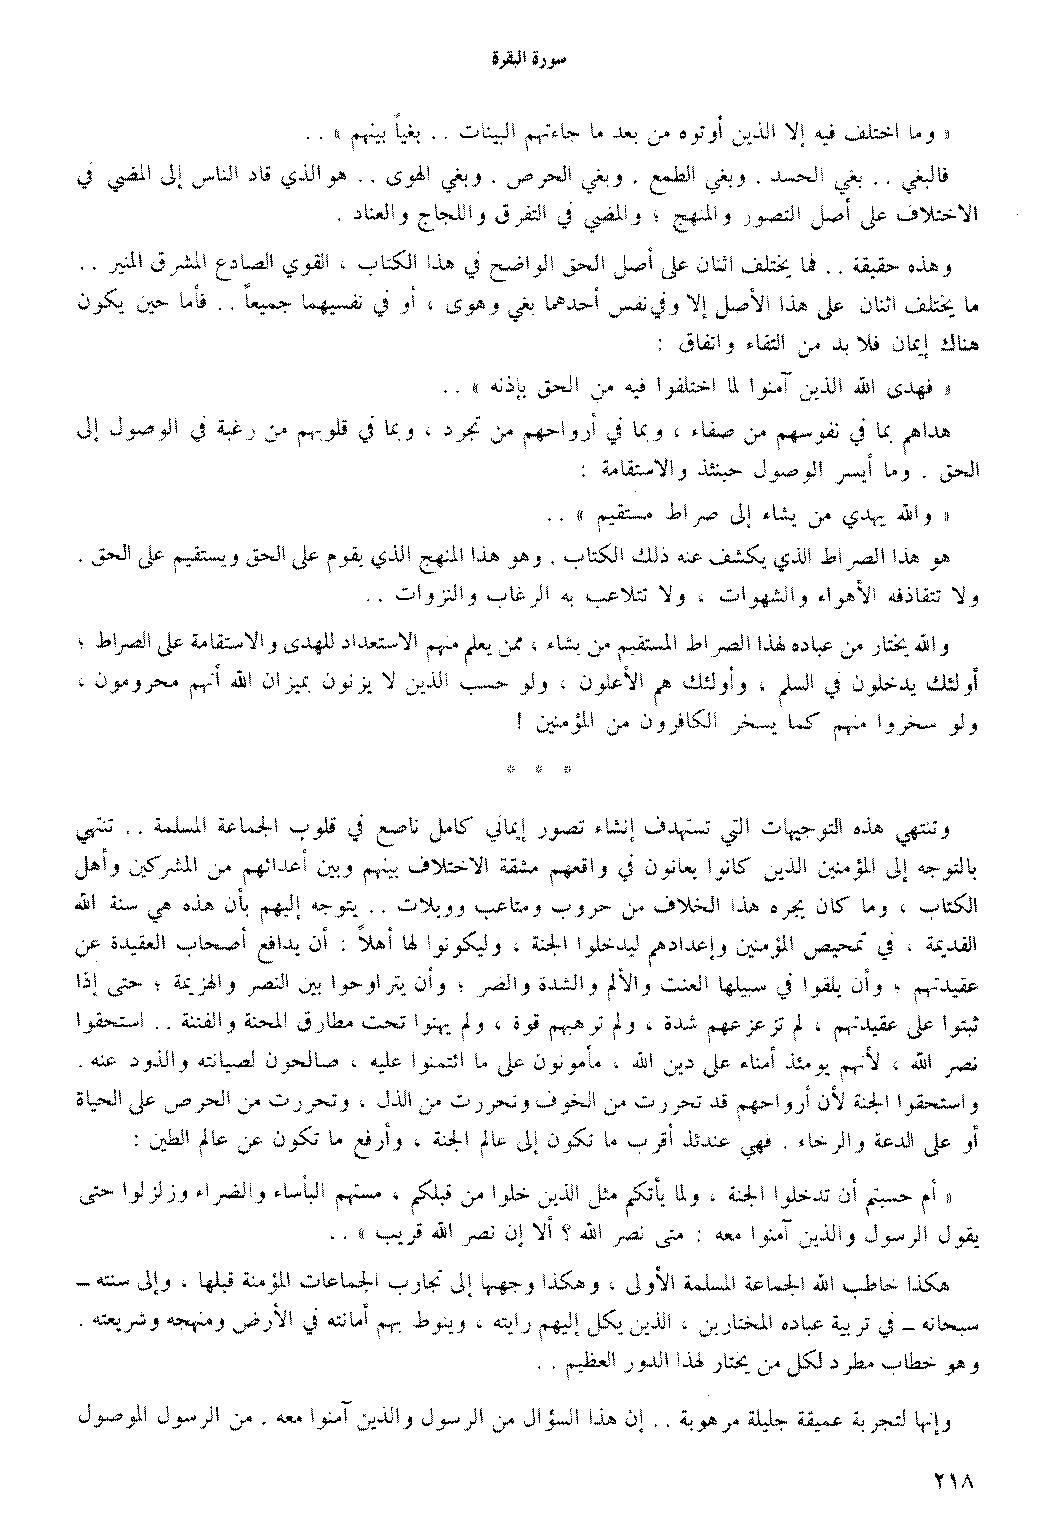 سورة البقرة
« وما اختلف فيه إلا الذين أوتوه من بعد ما جاءتهم البينات .. بغياً بينهم » ..
فالبغي .. بغي الحسد . وبغي الطمع . وبغي الحرص . وبغي الهوى .. هو الذي قاد الناس إلى المضي في
الاختلاف على أصل التصور والمنهج ؛ والمضي في التفرق واللجاج والعناد .
وهذه حقيقة .. فما يختلف اثنان على أصل الحق الواضح في هذا الكتاب ، القوي الصادع المشرق المنير ..
ما يختلف اثنان على هذا الأصل إلا وفي نفس أحدهما بغي وهوى ، أو في نفسيهما جميعاً .. فأما حين يكون
هناك إيمان فلا بد من التقاء واتفاق :
« فهدى الله الذين آمنوا لما اختلفوا فيه من الحق بإذنه » ..
هداهم بما في نفوسهم من صفاء ، وبما في أرواحهم من تجرد ، وبما في قلوبهم من رغبة في الوصول إلى
الحق . وما أيسر الوصول حينئذ والاستقامة :
« والله يهدي من يشاء إلى صراط مستقيم » ..
هو هذا الصراط الذي يكشف عنه ذلك الكتاب . وهو هذا المنهج الذي يقوم على الحق ويستقيم على الحق .
ولا تتقاذفه الأهواء والشهوات ، ولا تتلاعب به الرغاب والنزوات ..
والله يختار من عباده لهذا الصراط المستقيم من يشاء ، ممن يعلم منهم الاستعداد للهدى والاستقامة على الصراط ؛
أولئك يدخلون في السلم ، وأولئك هم الأعلون ، ولو حسب الذين لا يزنون بميزان الله أنهم محرومون ،
ولو سخروا منهم كما يسخر الكافرون من المؤمنين !
* * *
وتنتهي هذه التوجيهات التي تستهدف إنشاء تصور إيماني كامل ناصع في قلوب الجماعة المسلمة .. تنتهي
بالتوجه إلى المؤمنين الذين كانوا يعانون في واقعهم مشقة الاختلاف بينهم وبين أعدائهم من المشركين وأهل
الكتاب ، وما كان يجره هذا الخلاف من حروب ومتاعب وويلات .. يتوجه إليهم بأن هذه هي سنة الله
القديمة ، في تمحيص المؤمنين وإعدادهم ليدخلوا الجنة ، وليكونوا لها أهلاً : أن يدافع أصحاب العقيدة عن
عقيدتهم ؛ وأن يلقوا في سبيلها العنت والألم والشدة والضر ؛ وأن يتراوحوا بين النصر والهزيمة ؛ حتى إذا
ثبتوا على عقيدتهم ، لم تزعزعهم شدة ، ولم ترهبهم قوة ، ولم يهنوا تحت مطارق المحنة والفتنة .. استحقوا
نصر الله ، لأنهم يومئذ أمناء على دين الله ، مأمونون على ما ائتمنوا عليه ، صالحون لصيانته والذود عنه .
واستحقوا الجنة لأن أرواحهم قد تحررت من الخوف وتحررت من الذل ، وتحررت من الحرص على الحياة
أو على الدعة والرخاء . فهي عندئذ أقرب ما تكون إلى عالم الجنة ، وأرفع ما تكون عن عالم الطين :
« أم حسبتم أن تدخلوا الجنة ، ولما يأتكم مثل الذين خلوا من قبلكم ، مستهم البأساء والضراء وزلزلوا حتى
يقول الرسول والذين آمنوا معه : متى نصر الله ؟ ألا إن نصر الله قريب » ..
هكذا خاطب الله الجماعة المسلمة الأولى ، وهكذا وجهها إلى تجارب الجماعات المؤمنة قبلها ، وإلى سنته ـ
سبحانه ـ في تربية عباده المختارين ، الذين يكل إليهم رايته ، وينوط بهم أمانته في الأرض ومنهجه وشريعته .
وهو خطاب مطرد لكل من يختار لهذا الدور العظيم ..
وإنها لتجربة عميقة جليلة مرهوبة .. إن هذا السؤال من الرسول والذين آمنوا معه . من الرسول الموصول
٢١٨